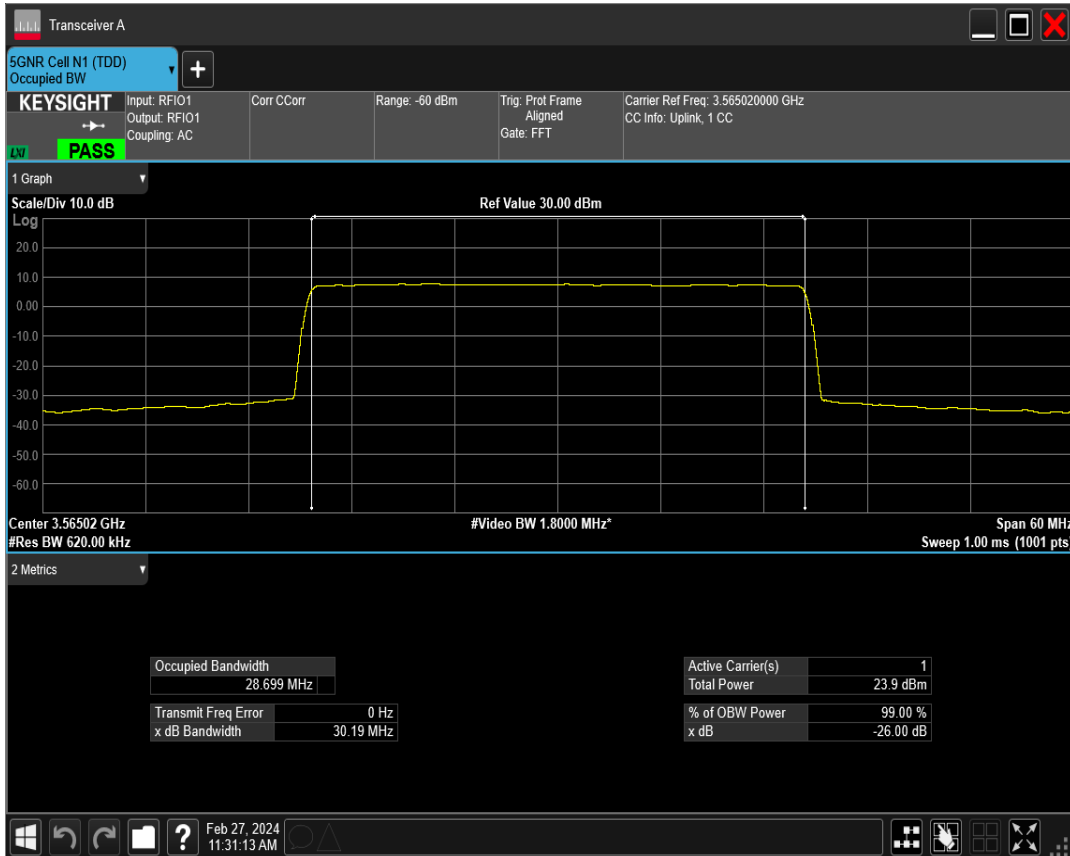 Transceiver A
5GNR Cell N1 (TDD)
Occupied BW
+
KEYSIGHT
LXI
PASS
Input: RFIO1
Output: RFIO1
Coupling: AC
Corr CCorr
Range: -60 dBm
Trig: Prot Frame
Aligned
Gate: FFT
Carrier Ref Freq: 3.565020000 GHz
CC Info: Uplink, 1 CC
1 Graph
Scale/Div 10.0 dB
Ref Value 30.00 dBm
Log
20.0
10.0
0.00
-10.0
-20.0
-30.0
-40.0
-50.0
-60.0
Center 3.56502 GHz
#Video BW 1.8000 MHz*
Span 60 MHz
#Res BW 620.00 kHz
Sweep 1.00 ms (1001 pts)
2 Metrics
Occupied Bandwidth
28.699 MHz
Transmit Freq Error 0 Hz
x dB Bandwidth 30.19 MHz
Active Carrier(s) 1
Total Power 23.9 dBm
% of OBW Power 99.00 %
x dB -26.00 dB
?
Feb 27, 2024
11:31:13 AM